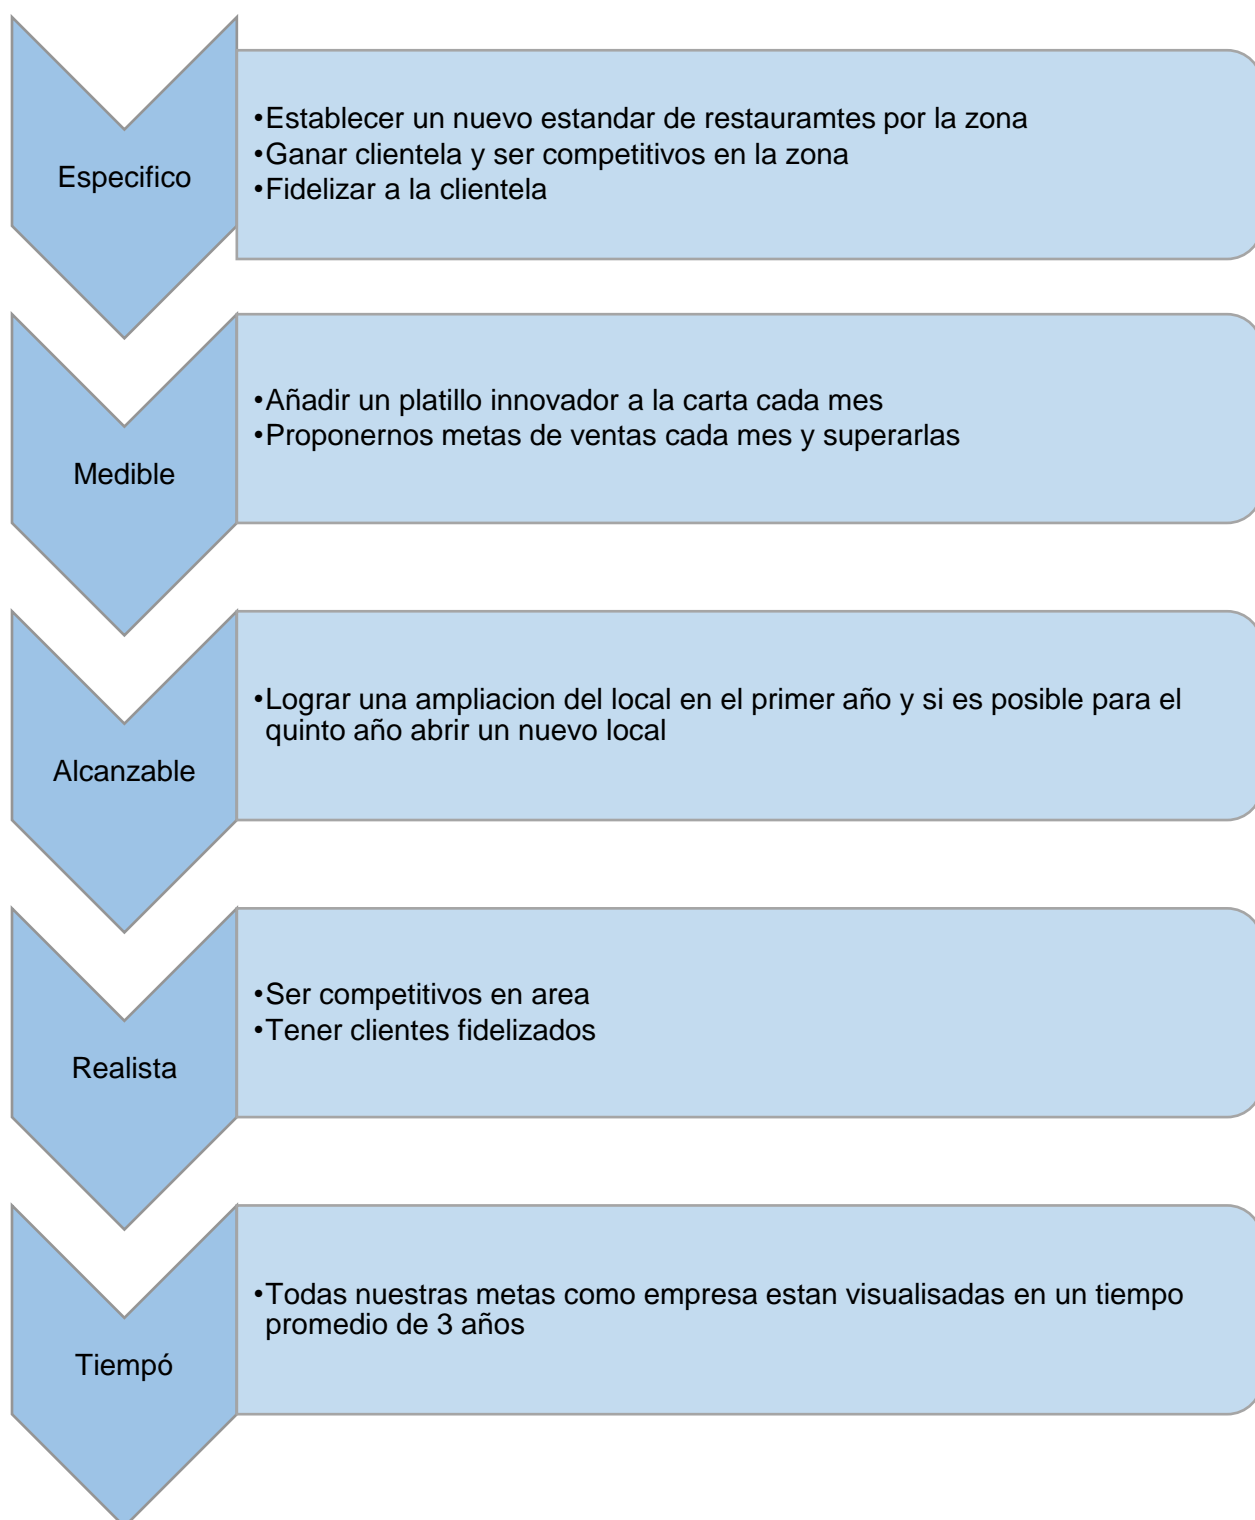 Especifico
•Establecer un nuevo estandar de restauramtes por la zona
•Ganar clientela y ser competitivos en la zona
•Fidelizar a la clientela
Medible
•Añadir un platillo innovador a la carta cada mes
•Proponernos metas de ventas cada mes y superarlas
Alcanzable
•Lograr una ampliacion del local en el primer año y si es posible para el
quinto año abrir un nuevo local
Realista
•Ser competitivos en area
•Tener clientes fidelizados
Tiempó
•Todas nuestras metas como empresa estan visualisadas en un tiempo
promedio de 3 años